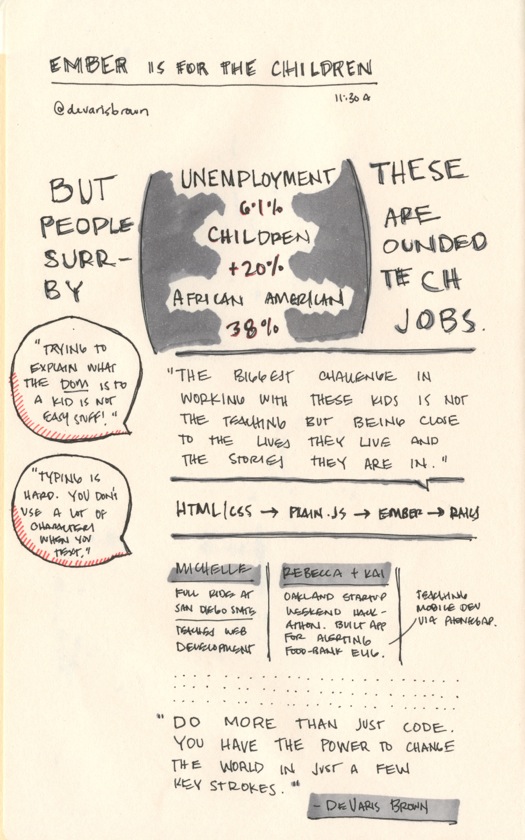 EMBER IS FOR THE CHILDREN
11:30 A
@devarisbrown
BUT
PEOPLE
SURR-
BY
UNEMPLOYMENT
6.1%
CHILDREN
+20%
AFRICAN AMERICAN
38%
THESE
ARE
OUNDED
TECH
JOBS.
"TRYING TO
EXPLAIN WHAT
THE DOM IS TO
A KID IS NOT
EASY STUFF!"
"TYPING IS
HARD. YOU DON'T
USE A LOT OF
CHARACTERS
WHEN YOU
TEXT."
"THE BIGGEST CHALLENGE IN
WORKING WITH THESE KIDS IS NOT
THE TEACHING BUT BEING CLOSE
TO THE LIVES THEY LIVE AND
THE STORIES THEY ARE IN."
HTML/CSS → PLAIN.JS → EMBER → RAILS
MICHELLE
FULL RIDE AT
SAN DIEGO STATE
TEACHES WEB
DEVELOPMENT
REBECCA + KAI
OAKLAND STARTUP
WEEKEND HACK-
ATHON. BUILT APP
FOR ALERTING
FOOD-BANK ELIG.
TEACHING
MOBILE DEV
VIA PHONEGAP.
"DO MORE THAN JUST CODE.
YOU HAVE THE POWER TO CHANGE
THE WORLD IN JUST A FEW
KEY STROKES."
- DEVARIS BROWN